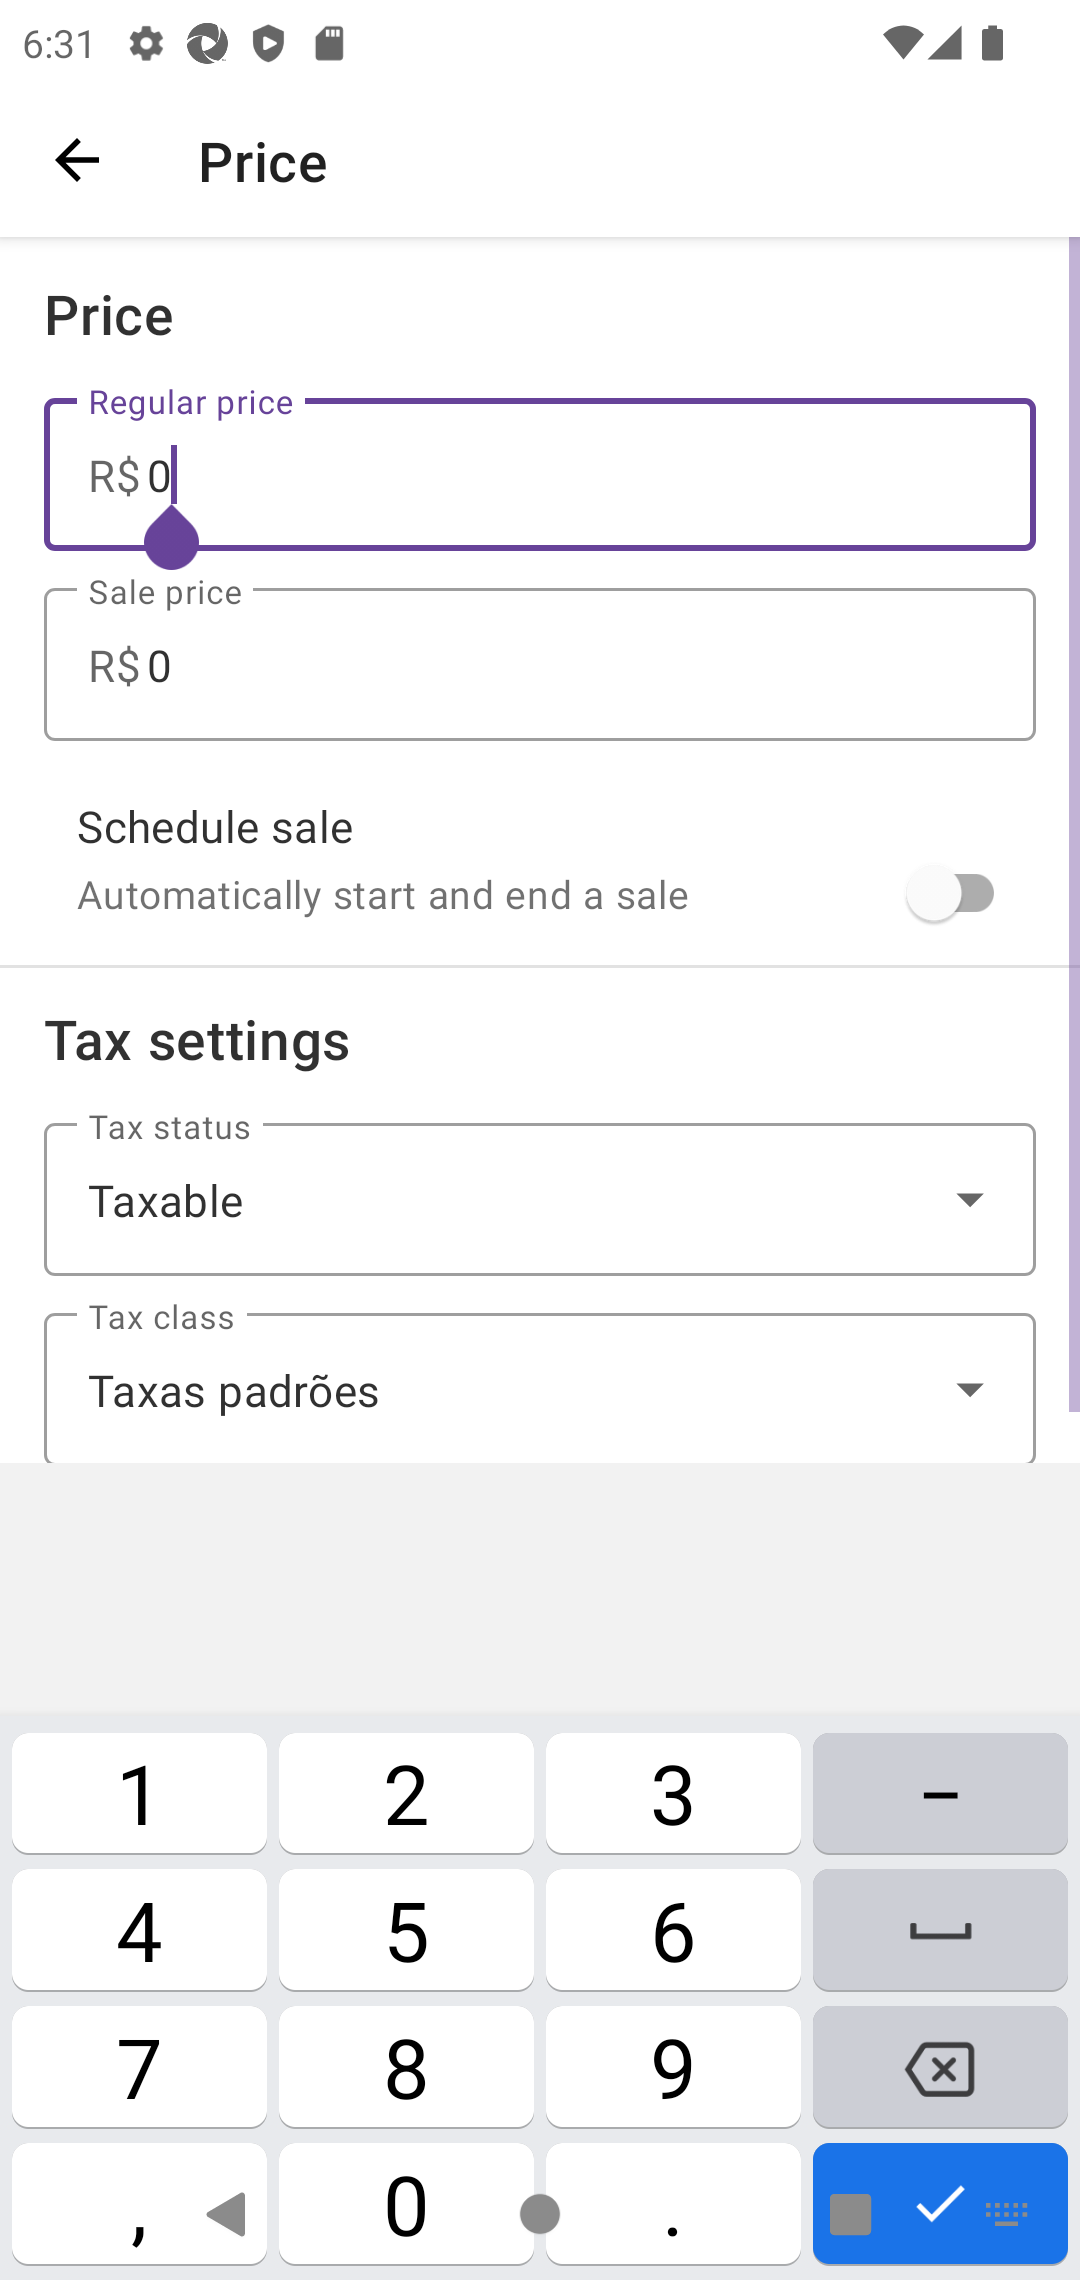 6:31
Price
Price
Regular price
R$ 0
Sale price
R$ 0
Schedule sale
Automatically start and end a sale
Tax settings
Tax status
Taxable
Tax class
Taxas padrões
1 2 3 –
4 5 6
7 8 9
, 0 .